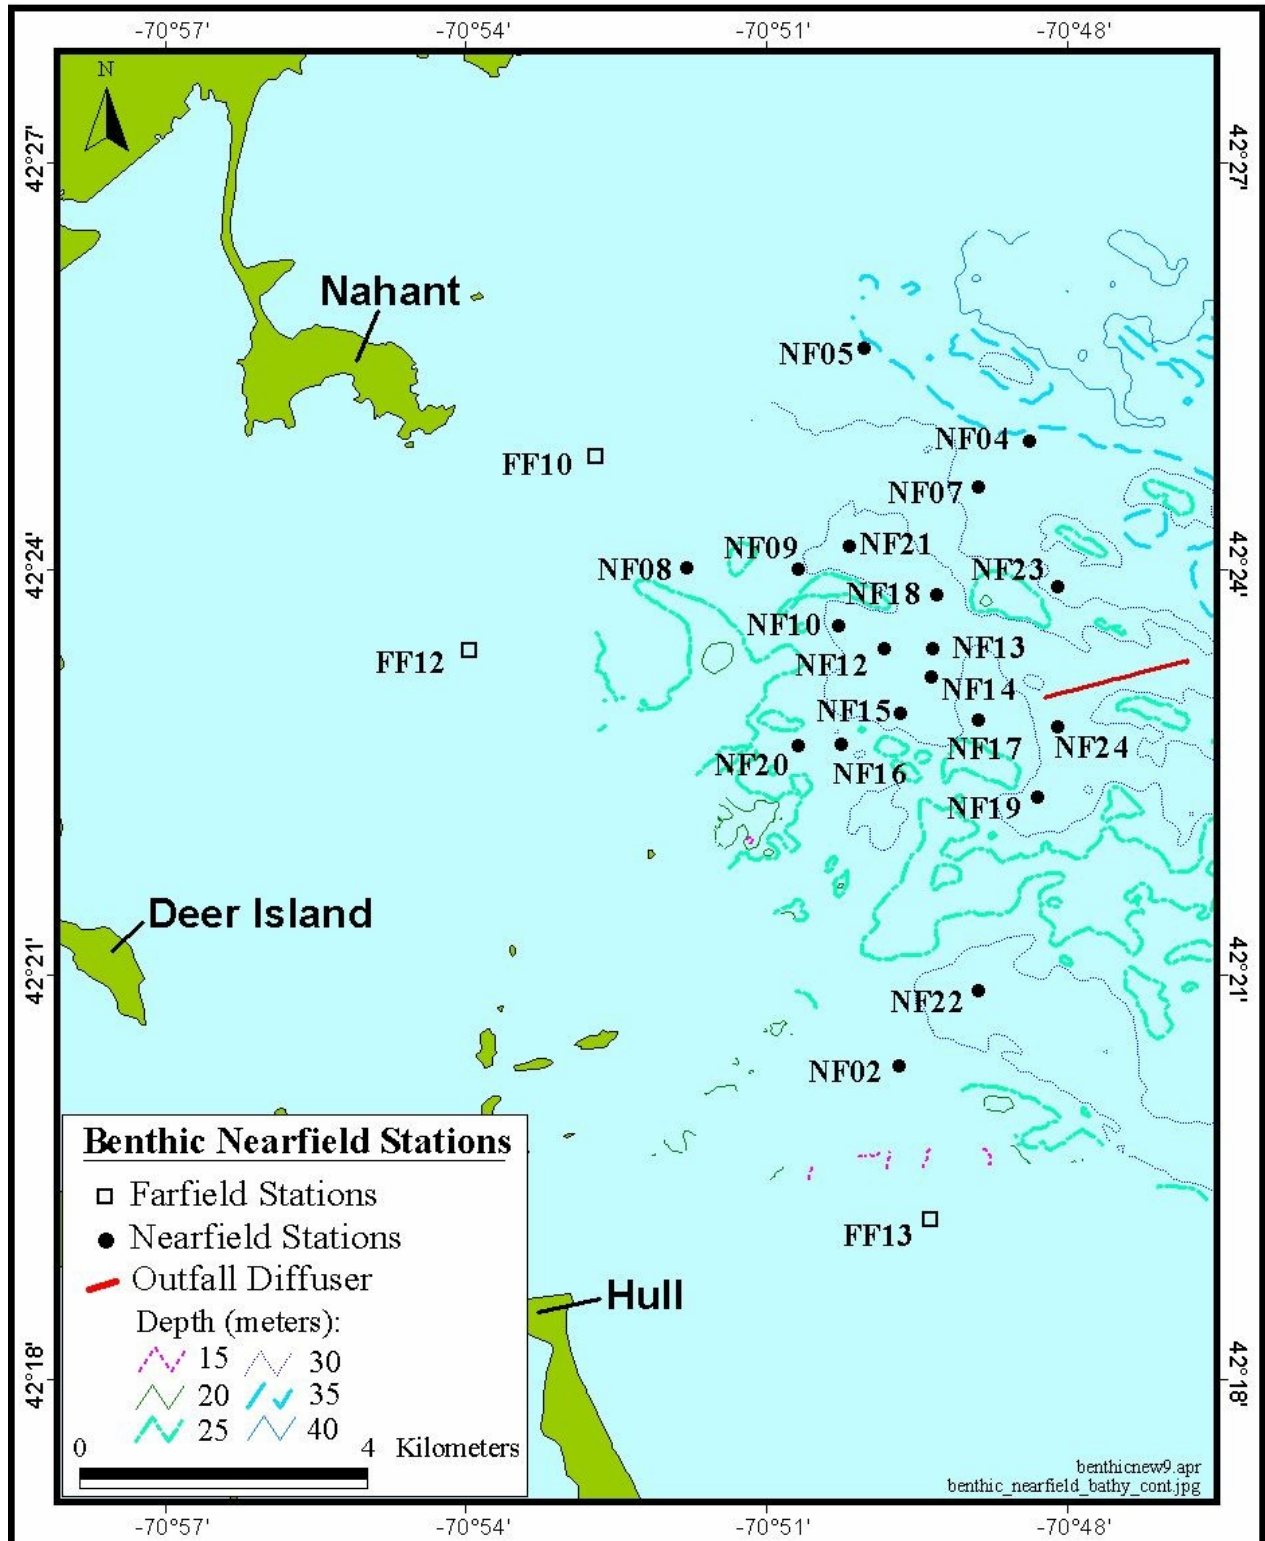 -70°57' -70°54' -70°51' -70°48'
N
42°27' 42°27'
Nahant
NF05
NF04
FF10
NF07
NF09 NF21
42°24' NF08 NF23 42°24'
NF18
NF10
FF12 NF12 NF13
NF14
NF15
NF20 NF16 NF17 NF24
NF19
Deer Island
42°21' 42°21'
NF22
NF02
Benthic Nearfield Stations
Farfield Stations
Nearfield Stations
FF13
Outfall Diffuser
Hull
Depth (meters):
15 30
20 35
25 40
42°18' 42°18'
0 4 Kilometers
benthicnew9.apr
benthic_nearfield_bathy_cont.jpg
-70°57' -70°54' -70°51' -70°48'